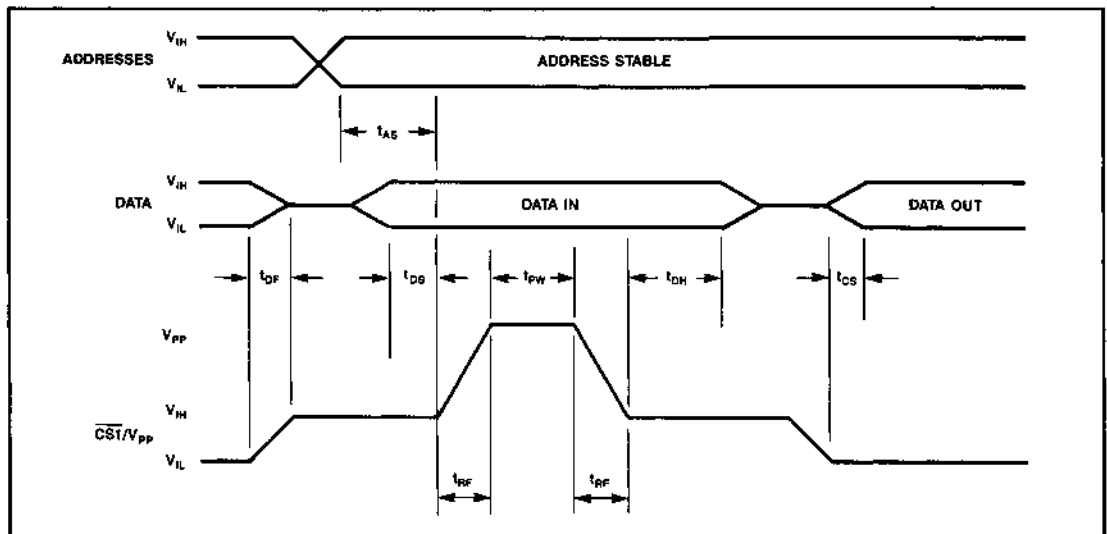 V_IH
ADDRESSES
ADDRESS STABLE
V_IL
t_AS
V_IH
DATA
DATA IN
DATA OUT
V_IL
t_DF
t_DS
t_PW
t_DH
t_CS
V_PP
V_IH
CS1/V_PP
V_IL
t_RF
t_RF